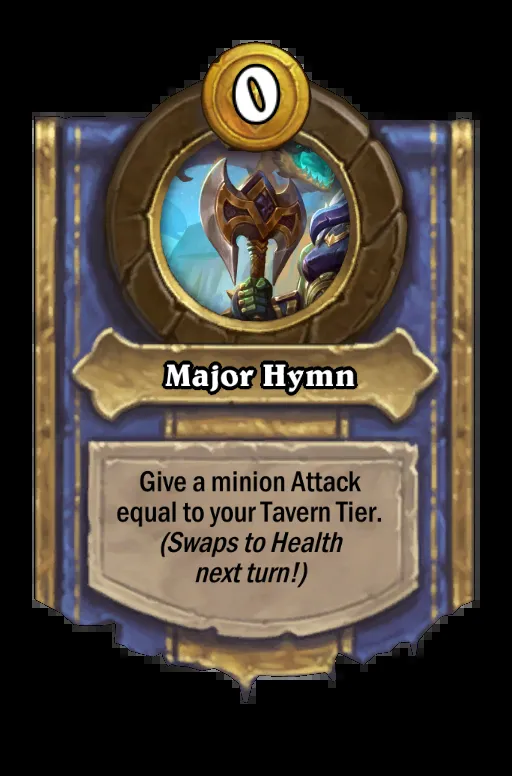 0
Major Hymn
Give a minion Attack
equal to your Tavern Tier.
(Swaps to Health
next turn!)